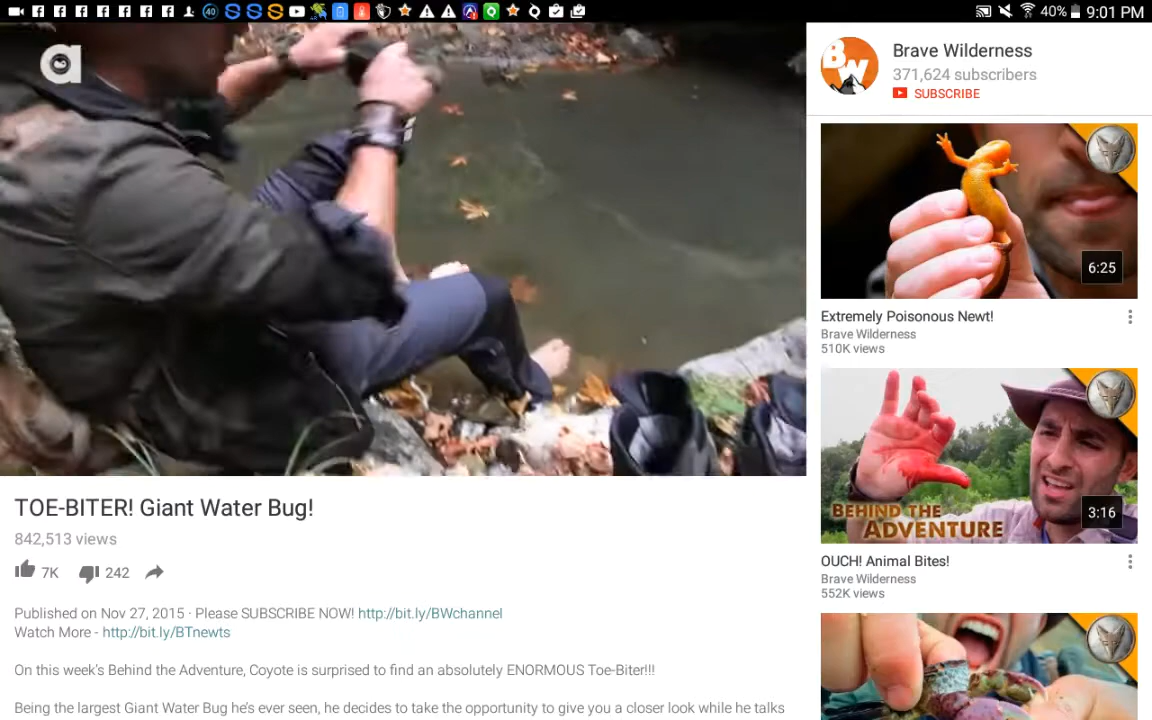 40
40% 9:01 PM
a
BW
Brave Wilderness
371,624 subscribers
SUBSCRIBE
6:25
Extremely Poisonous Newt!
Brave Wilderness
510K views
BEHIND THE
ADVENTURE
3:16
OUCH! Animal Bites!
Brave Wilderness
552K views
TOE-BITER! Giant Water Bug!
842,513 views
7K 242
Published on Nov 27, 2015 · Please SUBSCRIBE NOW! http://bit.ly/BWchannel
Watch More - http://bit.ly/BTnewts
On this week's Behind the Adventure, Coyote is surprised to find an absolutely ENORMOUS Toe-Biter!!!
Being the largest Giant Water Bug he's ever seen, he decides to take the opportunity to give you a closer look while he talks